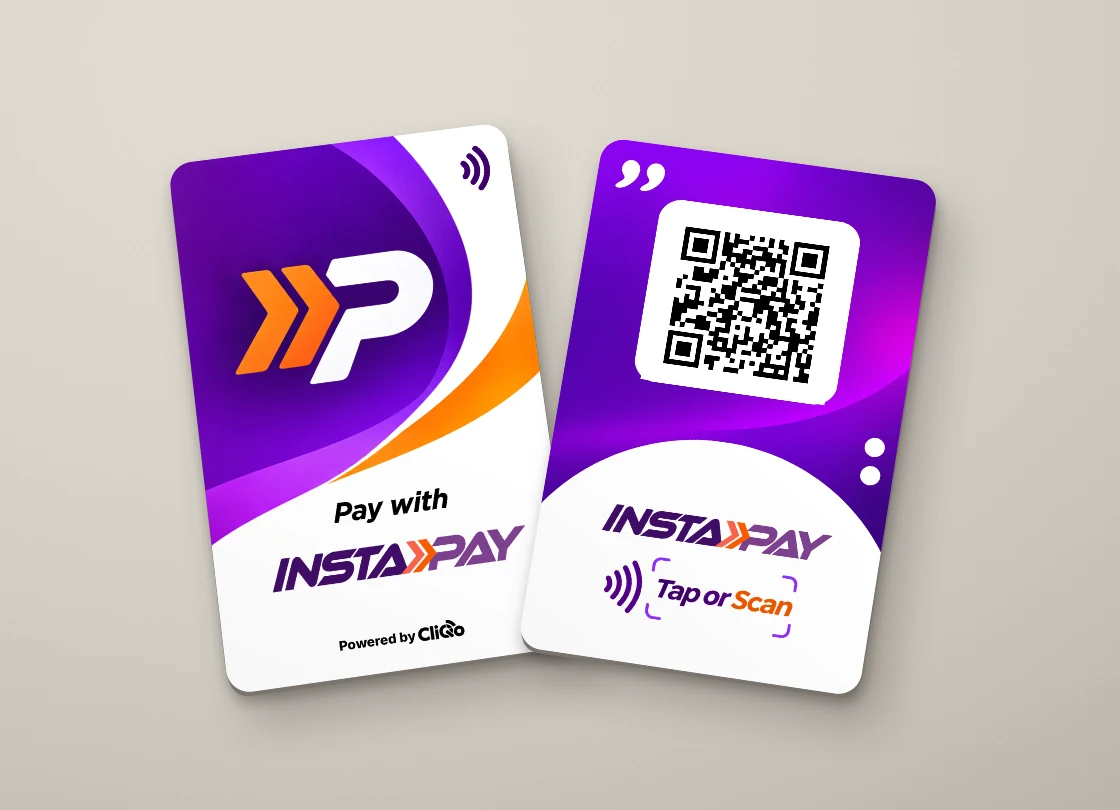 P
Pay with
INSTAPAY
Powered by CliQo
INSTAPAY
Tap or Scan